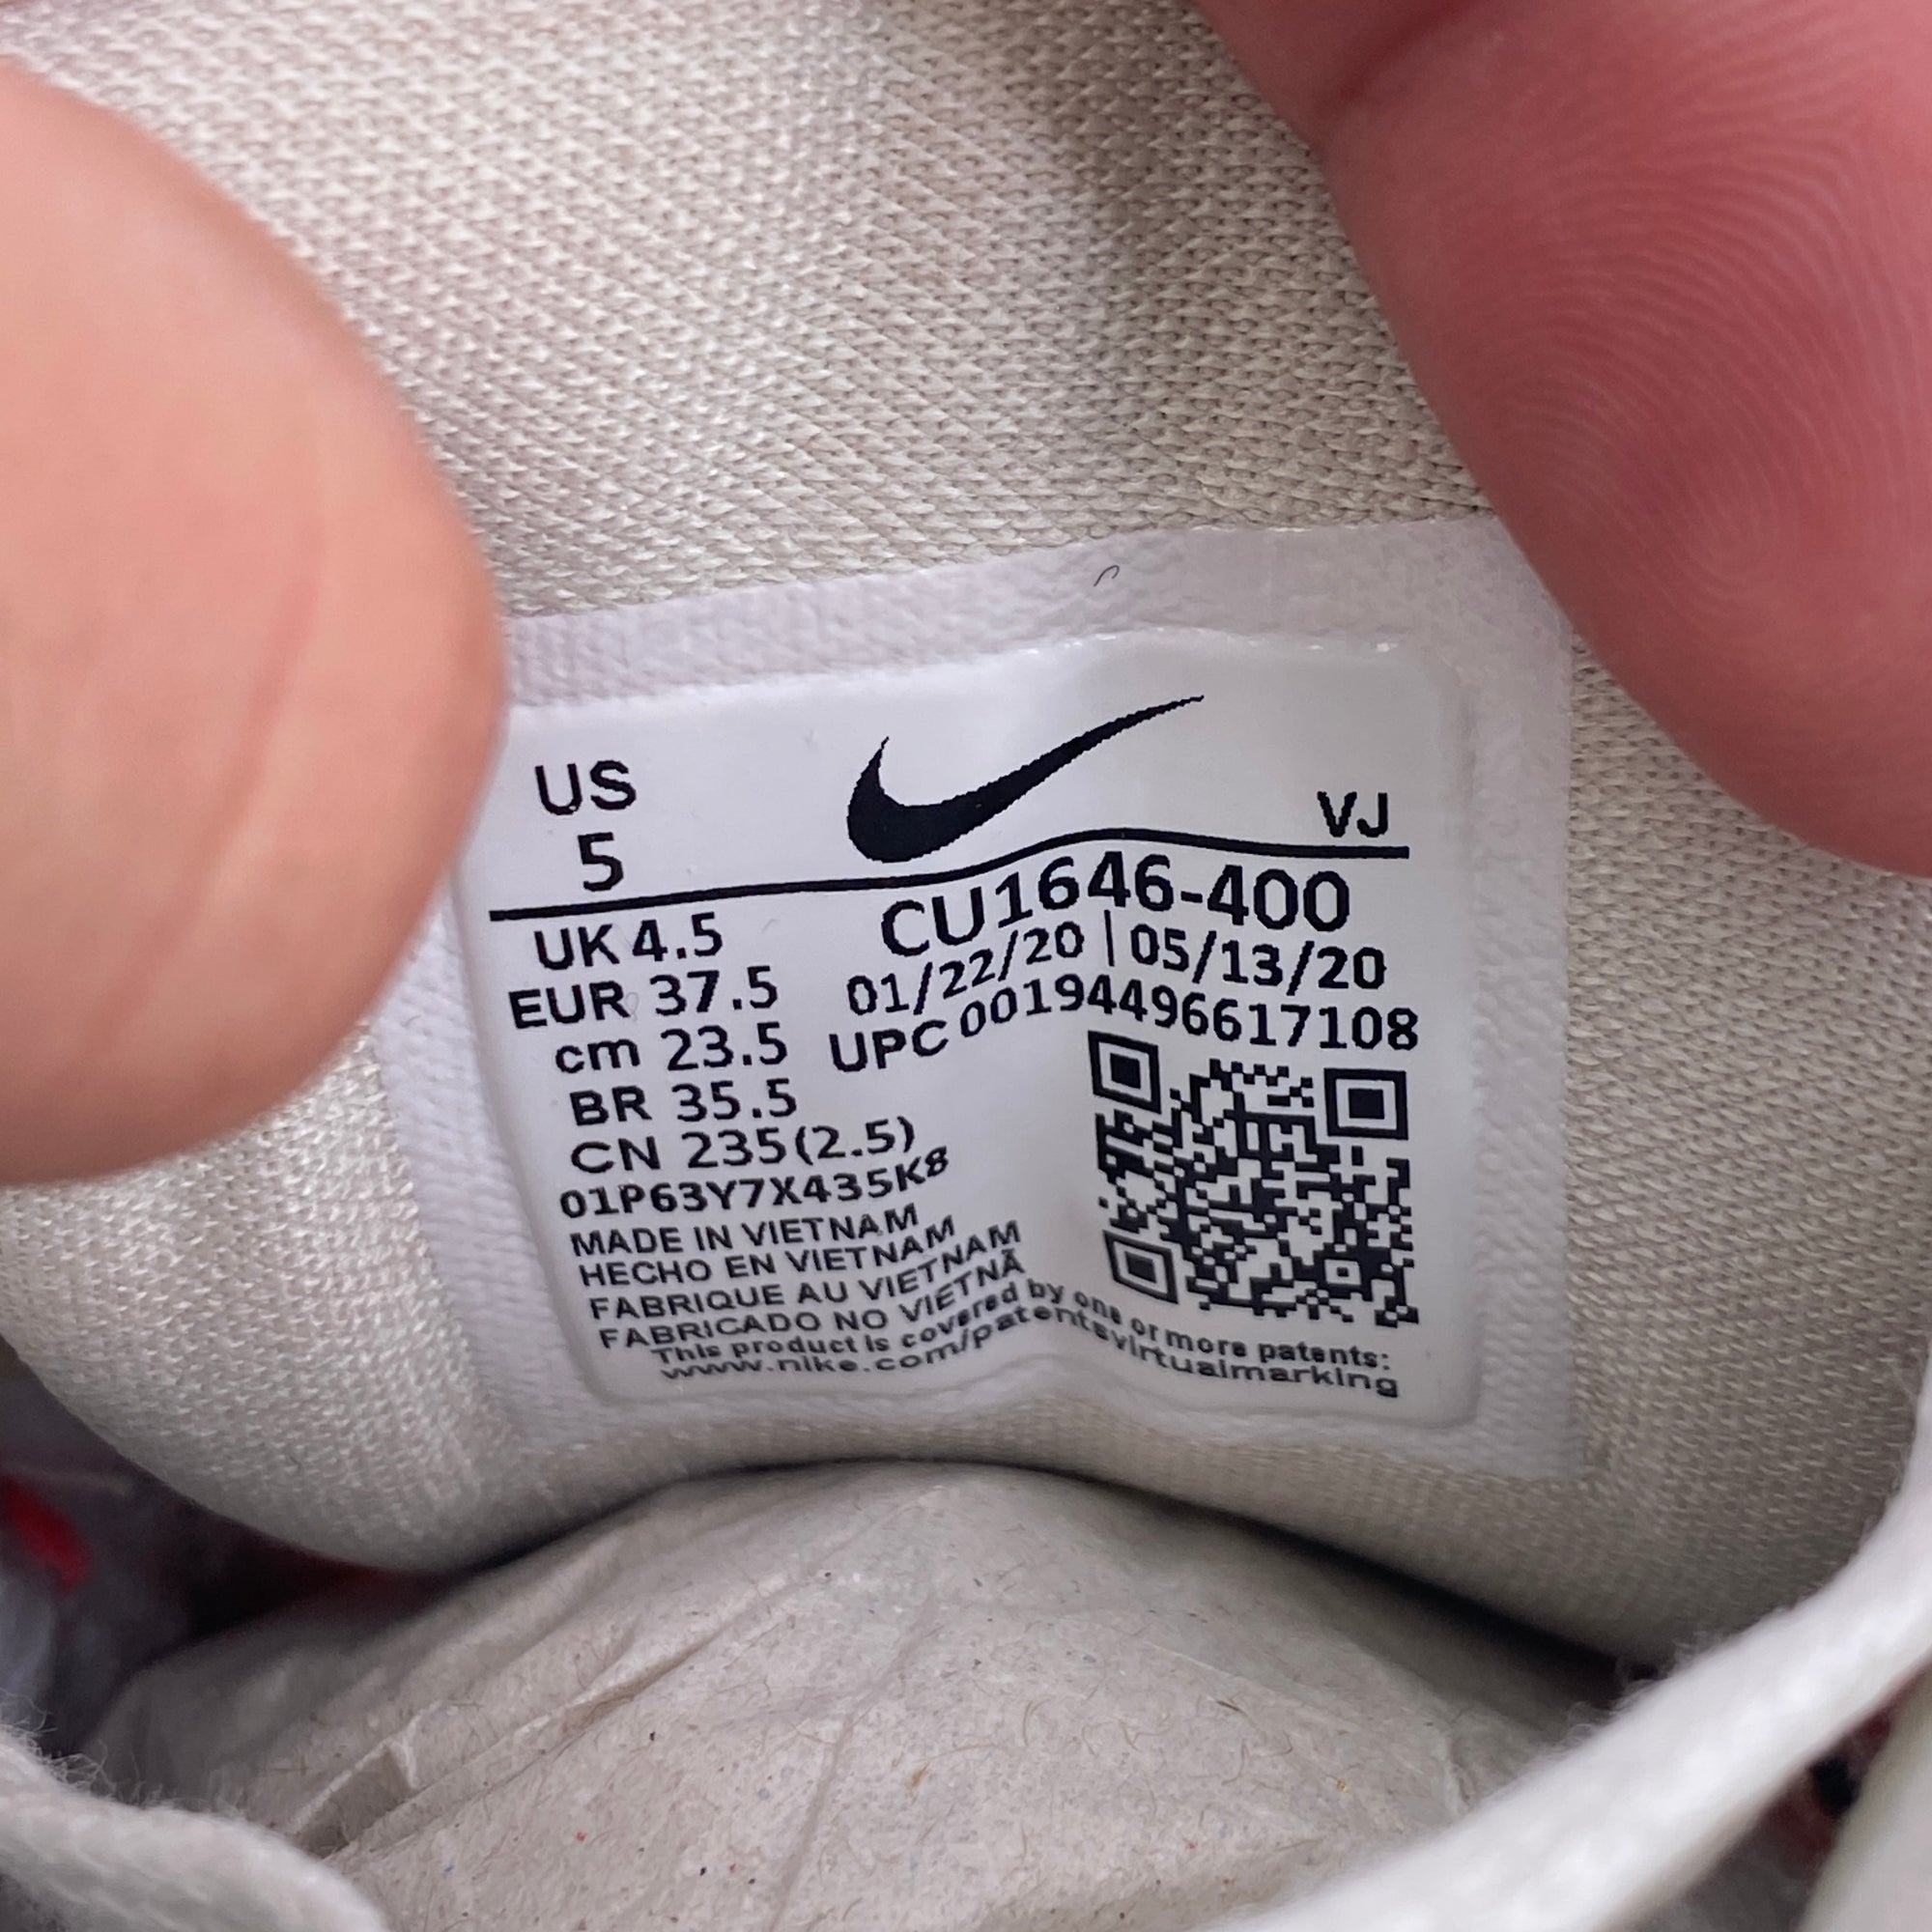 US
5
VJ
UK 4.5
EUR 37.5
cm 23.5
BR 35.5
CN 235(2.5)
CU1646-400
01/22/20 | 05/13/20
UPC 00194496617108
01P63Y7X435K8
MADE IN VIETNAM
HECHO EN VIETNAM
FABRIQUE AU VIETNAM
FABRICADO NO VIETNÃ
This product is covered by one or more patents:
www.nike.com/patentsvirtualmarking